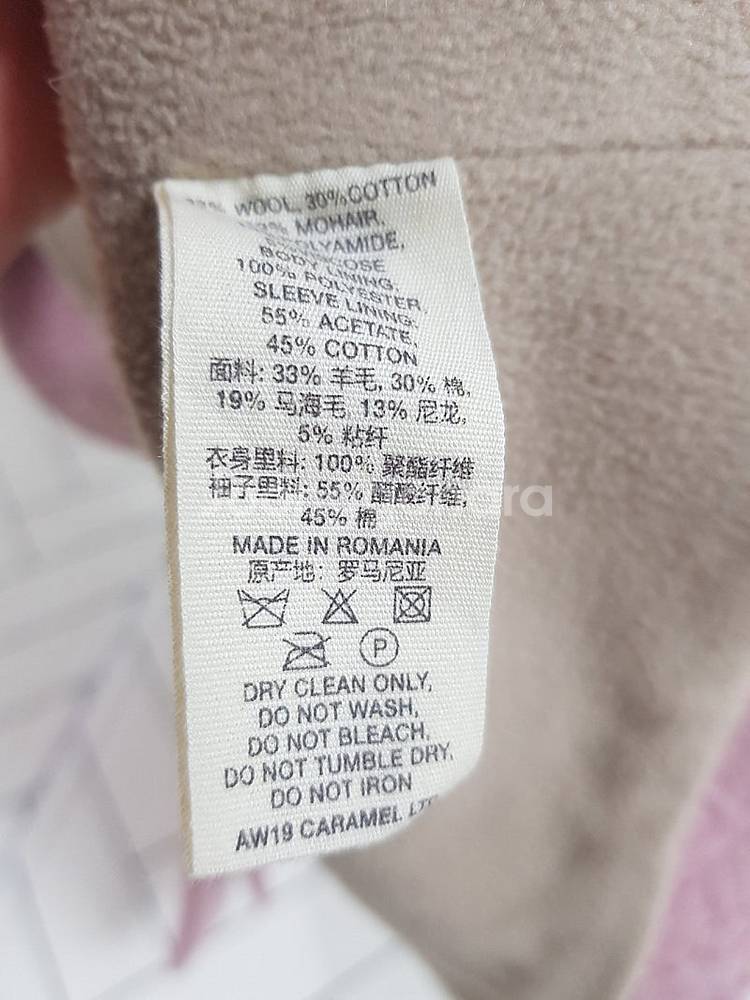 WOOL, 30% COTTON
MOHAIR,
BODY LINING,
100% POLYESTER,
SLEEVE LINING,
55% ACETATE,
45% COTTON
面料: 33% 羊毛, 30% 棉,
19% 马海毛, 13% 尼龙,
5% 粘纤
衣身里料: 100% 聚酯纤维
袖子里料: 55% 醋酸纤维,
45% 棉
MADE IN ROMANIA
原产地: 罗马尼亚
P
DRY CLEAN ONLY,
DO NOT WASH,
DO NOT BLEACH,
DO NOT TUMBLE DRY,
DO NOT IRON
AW19 CARAMEL